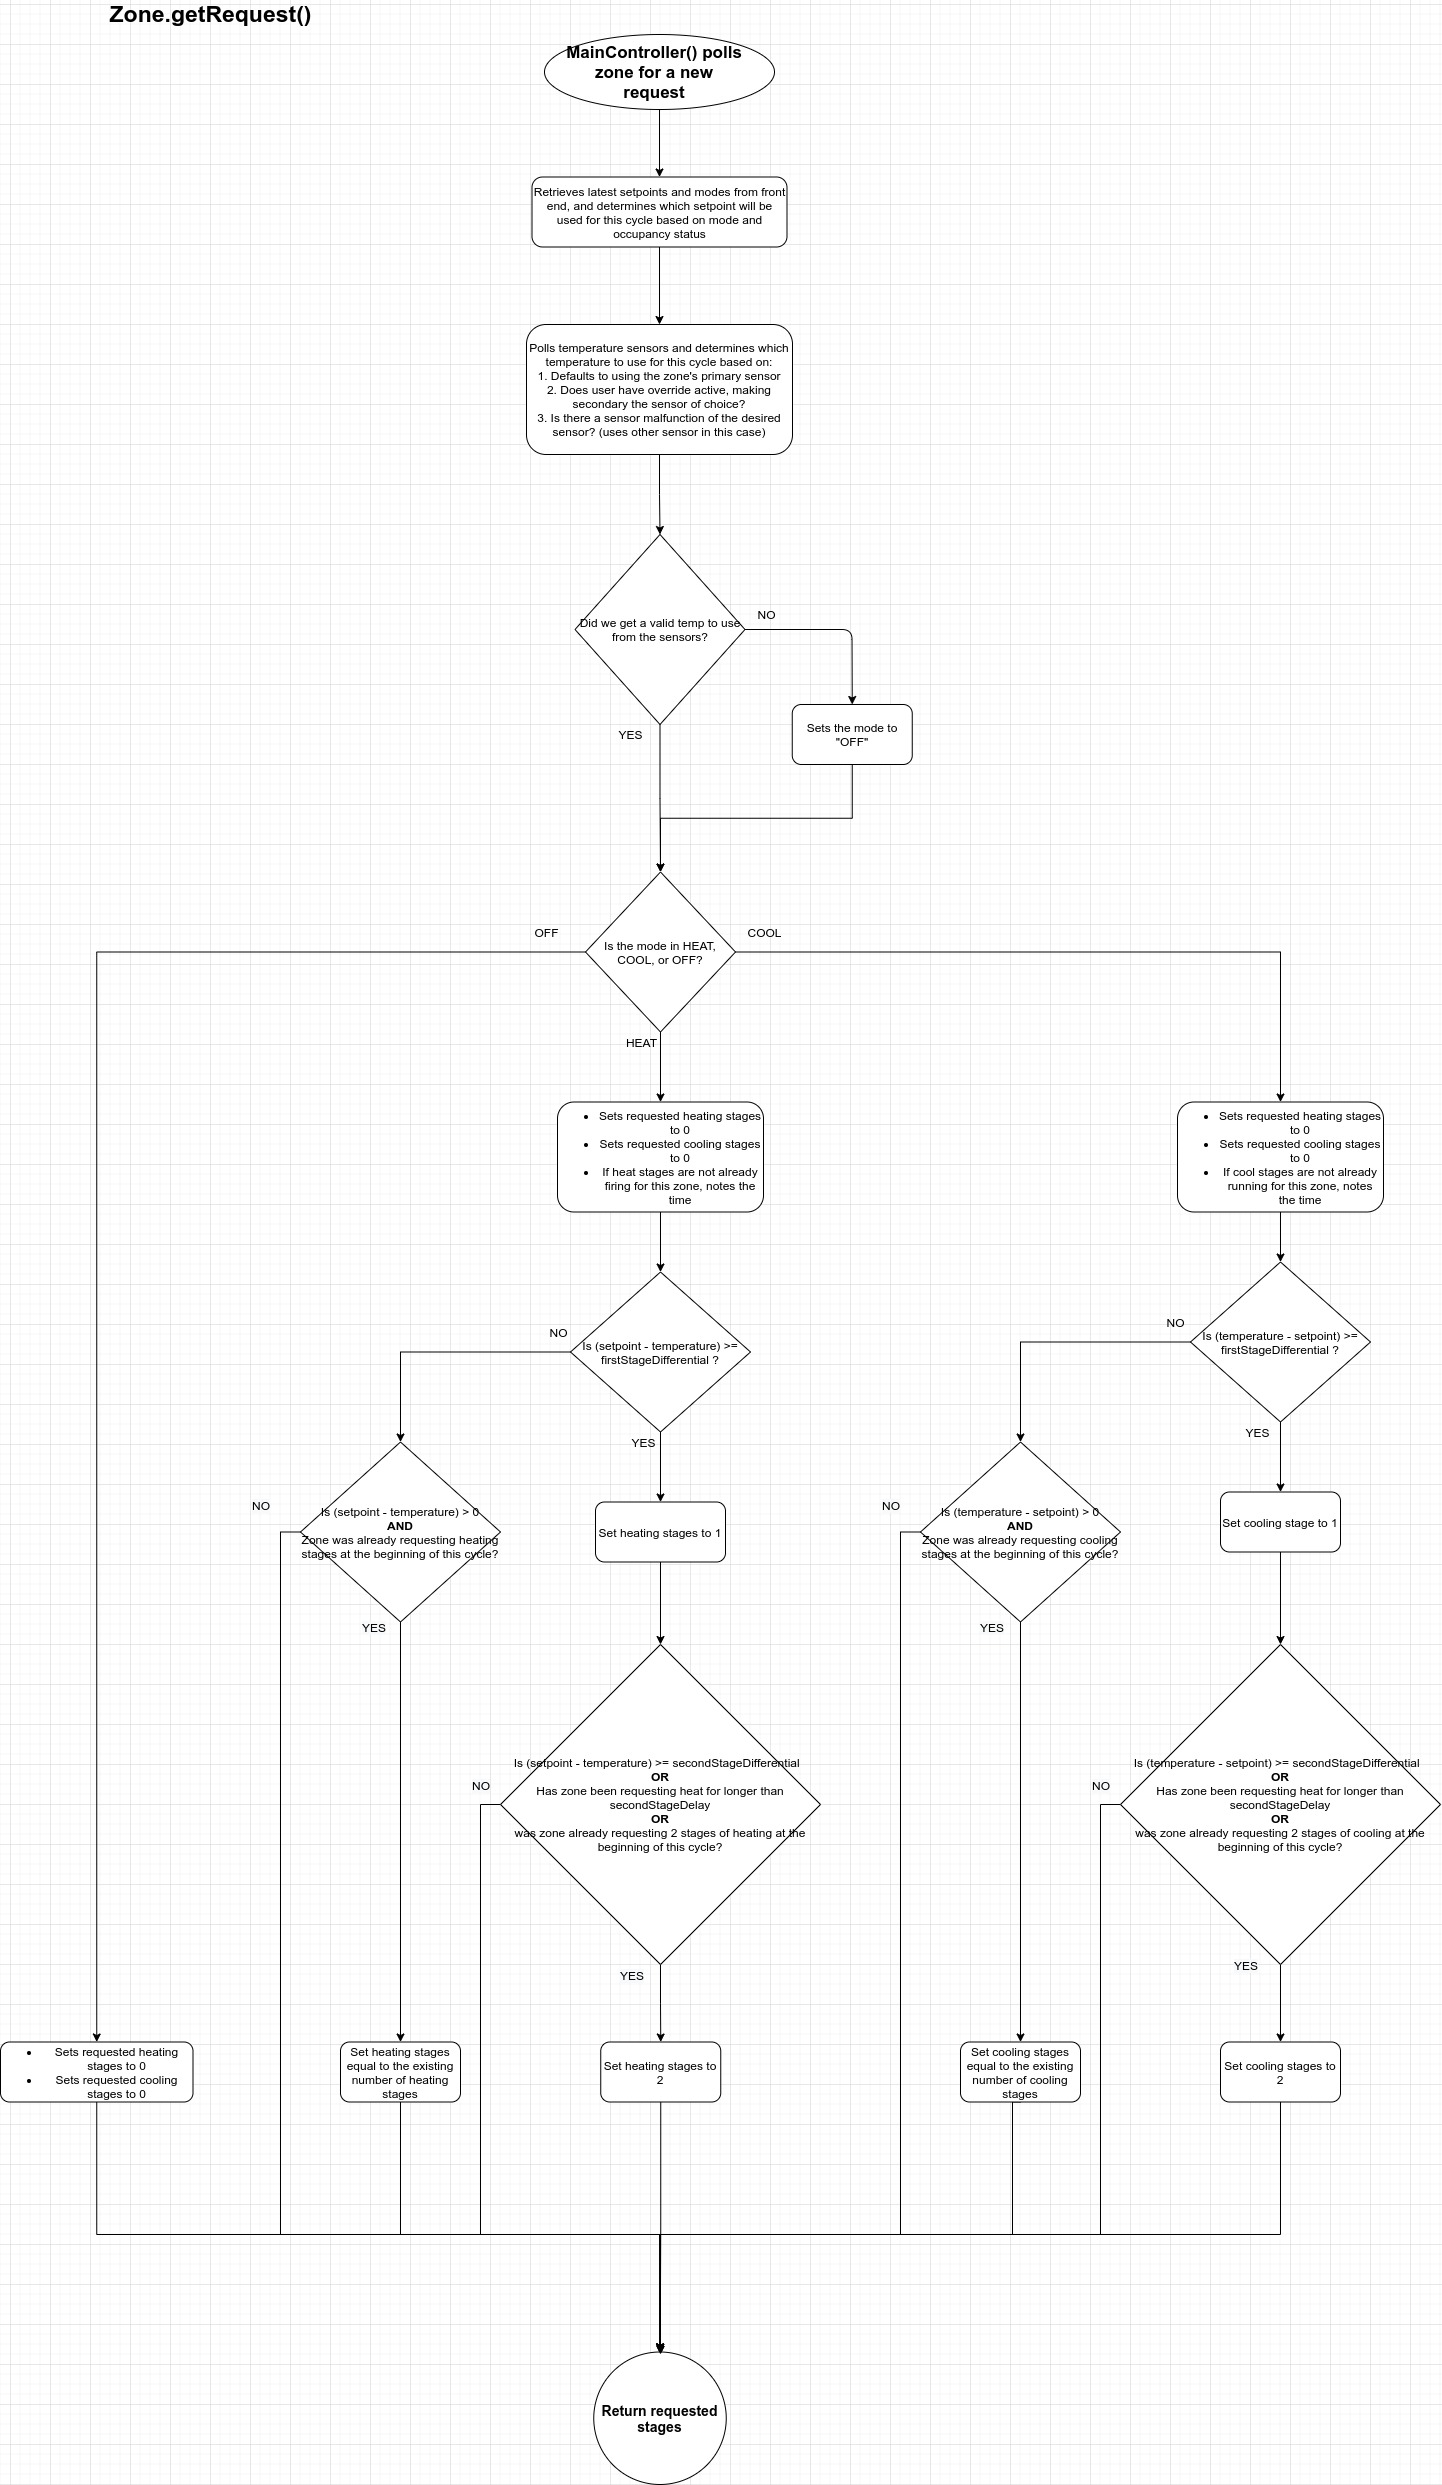 Zone.getRequest()
MainController() polls
zone for a new
request
Retrieves latest setpoints and modes from front
end, and determines which setpoint will be
used for this cycle based on mode and
occupancy status
Polls temperature sensors and determines which
temperature to use for this cycle based on:
1. Defaults to using the zone's primary sensor
2. Does user have override active, making
secondary the sensor of choice?
3. Is there a sensor malfunction of the desired
sensor? (uses other sensor in this case)
Did we get a valid temp to use
from the sensors?
NO
YES
Sets the mode to
"OFF"
OFF
Is the mode in HEAT,
COOL, or OFF?
COOL
HEAT
• Sets requested heating stages
to 0
• Sets requested cooling stages
to 0
• If heat stages are not already
firing for this zone, notes the
time
• Sets requested heating stages
to 0
• Sets requested cooling stages
to 0
• If cool stages are not already
running for this zone, notes
the time
NO
Is (setpoint - temperature) >=
firstStageDifferential ?
YES
NO
Is (temperature - setpoint) >=
firstStageDifferential ?
YES
NO
Is (setpoint - temperature) > 0
AND
Zone was already requesting heating
stages at the beginning of this cycle?
YES
Set heating stages to 1
NO
Is (temperature - setpoint) > 0
AND
Zone was already requesting cooling
stages at the beginning of this cycle?
YES
Set cooling stage to 1
NO
Is (setpoint - temperature) >= secondStageDifferential
OR
Has zone been requesting heat for longer than
secondStageDelay
OR
was zone already requesting 2 stages of heating at the
beginning of this cycle?
YES
NO
Is (temperature - setpoint) >= secondStageDifferential
OR
Has zone been requesting heat for longer than
secondStageDelay
OR
was zone already requesting 2 stages of cooling at the
beginning of this cycle?
YES
• Sets requested heating
stages to 0
• Sets requested cooling
stages to 0
Set heating stages
equal to the existing
number of heating
stages
Set heating stages to
2
Set cooling stages
equal to the existing
number of cooling
stages
Set cooling stages to
2
Return requested
stages